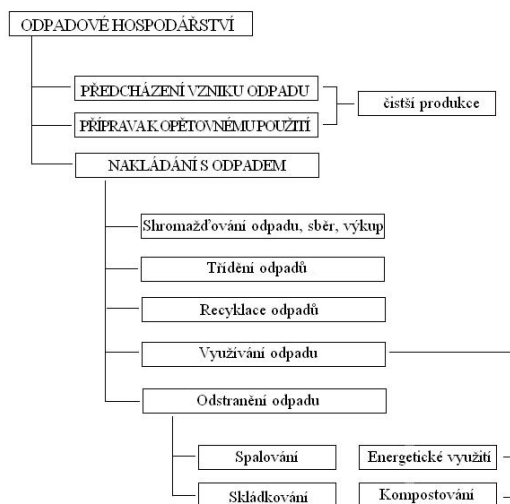 ODPADOVÉ HOSPODÁŘSTVÍ
PŘEDCHÁZENÍ VZNIKU ODPADU
čistší produkce
PŘÍPRAVA K OPĚTOVNÉMU POUŽITÍ
NAKLÁDÁNÍ S ODPADEM
Shromažďování odpadu, sběr, výkup
Třídění odpadů
Recyklace odpadů
Využívání odpadu
Odstranění odpadu
Spalování
Energetické využití
Skládkování
Kompostování